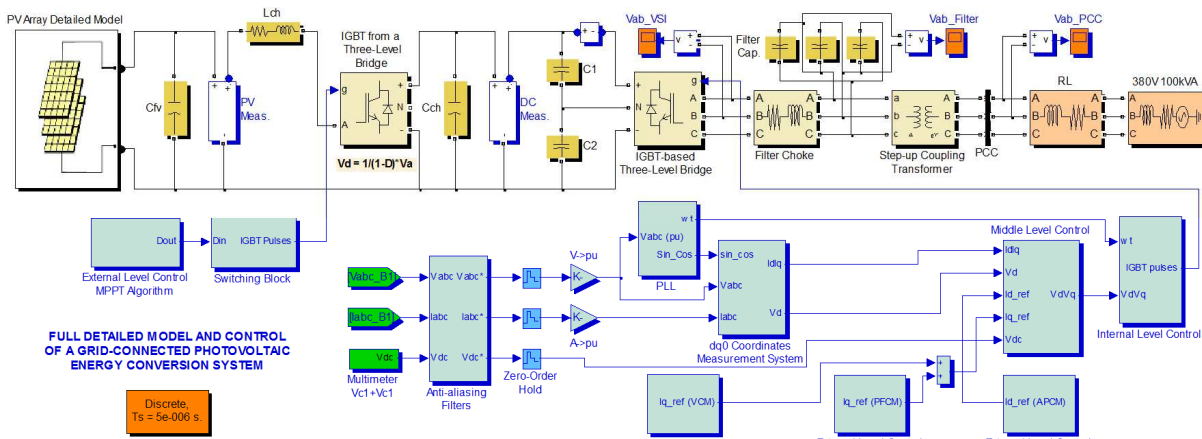 PV Array Detailed Model
Lch
Cfv
+
+
-
PV
Meas.
IGBT from a
Three-Level
Bridge
g
A
+
N
-
Vd = 1/(1-D)*Va
Cch
+
+
-
DC
Meas.
+ -
C1
C2
Vab_VSI
v
+
-
g
+
N
-
A
B
C
IGBT-based
Three-Level Bridge
Filter
Cap.
A
B
C
A
B
C
Filter Choke
+
-
v
Vab_Filter
a
b
c
A
B
C
Step-up Coupling
Transformer
PCC
+
-
v
Vab_PCC
RL
A
B
C
A
B
C
380V 100kVA
A
B
C
Dout
External Level Control
MPPT Algorithm
Din
IGBT Pulses
Switching Block
FULL DETAILED MODEL AND CONTROL
OF A GRID-CONNECTED PHOTOVOLTAIC
ENERGY CONVERSION SYSTEM
Discrete,
Ts = 5e-006 s.
Vabc_B1]
[Iabc_B1]
Vdc
Multimeter
Vc1+Vc1
Vabc
Vabc*
Iabc
Iabc*
Vdc
Vdc*
Anti-aliasing
Filters
Zero-Order
Hold
V->pu
K-
K-
A->pu
w t
Vabc (pu)
Sin_Cos
PLL
sin_cos
Idlq
Vabc
Iabc
Vd
dq0 Coordinates
Measurement System
Iq_ref (VCM)
Iq_ref (PFCM)
+
+
Id_ref (APCM)
Middle Level Control
Idlq
Vd
Id_ref
VdVq
Iq_ref
Vdc
w t
IGBT pulses
VdVq
Internal Level Control